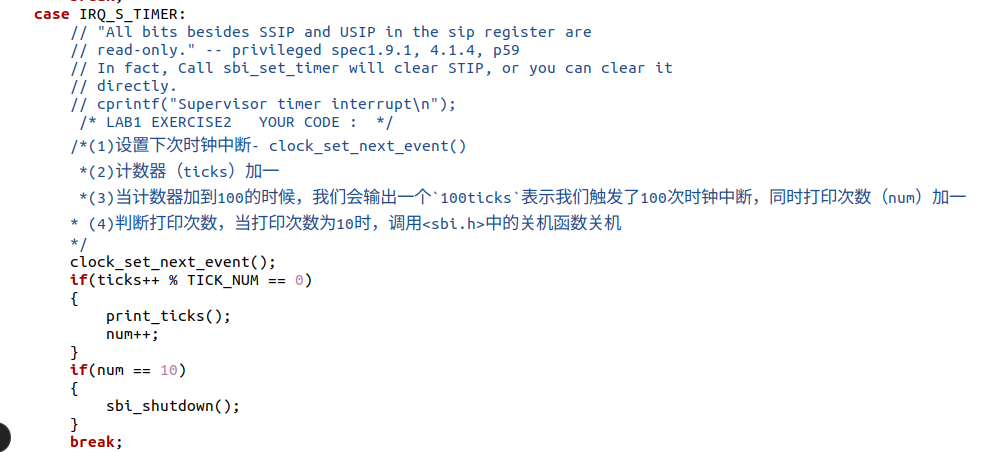 case IRQ_S_TIMER:
// "All bits besides SSIP and USIP in the sip register are
// read-only." -- privileged spec1.9.1, 4.1.4, p59
// In fact, Call sbi_set_timer will clear STIP, or you can clear it
// directly.
// cprintf("Supervisor timer interrupt\n");
/* LAB1 EXERCISE2   YOUR CODE :  */
/*(1)设置下次时钟中断- clock_set_next_event()
*(2)计数器（ticks）加一
*(3)当计数器加到100的时候，我们会输出一个`100ticks`表示我们触发了100次时钟中断，同时打印次数（num）加一
* (4)判断打印次数，当打印次数为10时，调用<sbi.h>中的关机函数关机
*/
clock_set_next_event();
if(ticks++ % TICK_NUM == 0)
{
print_ticks();
num++;
}
if(num == 10)
{
sbi_shutdown();
}
break;